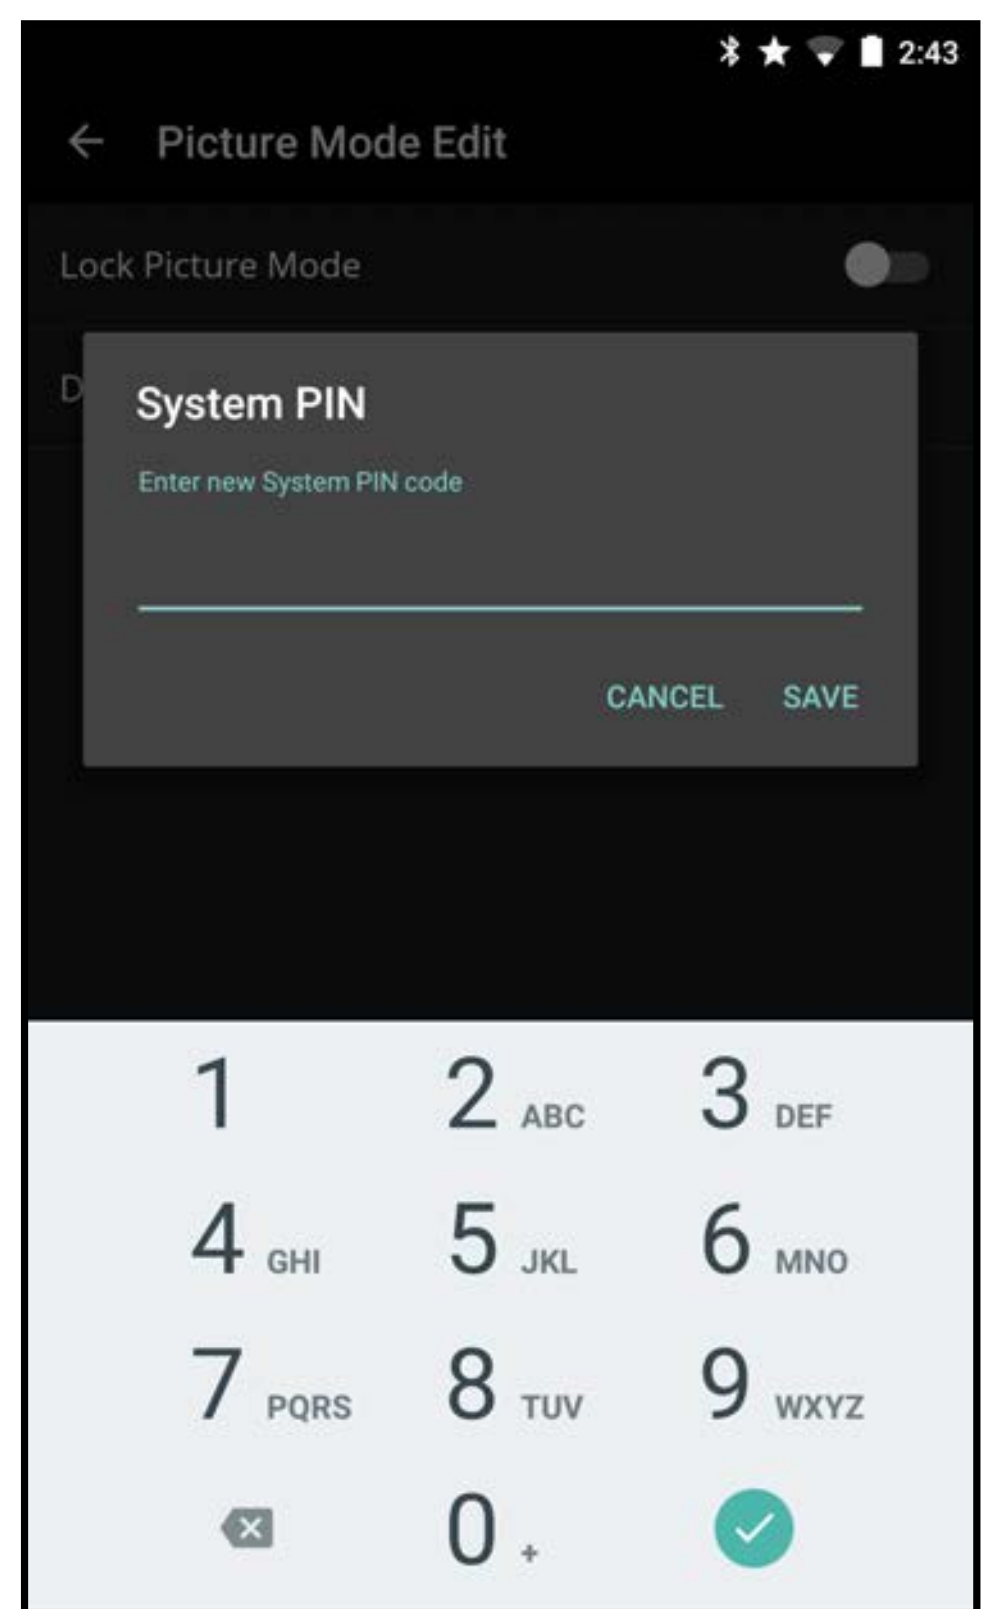 2:43
Picture Mode Edit
Lock Picture Mode
D
System PIN
Enter new System PIN code
CANCEL SAVE
1 2 ABC 3 DEF
4 GHI 5 JKL 6 MNO
7 PQRS 8 TUV 9 WXYZ
0 +